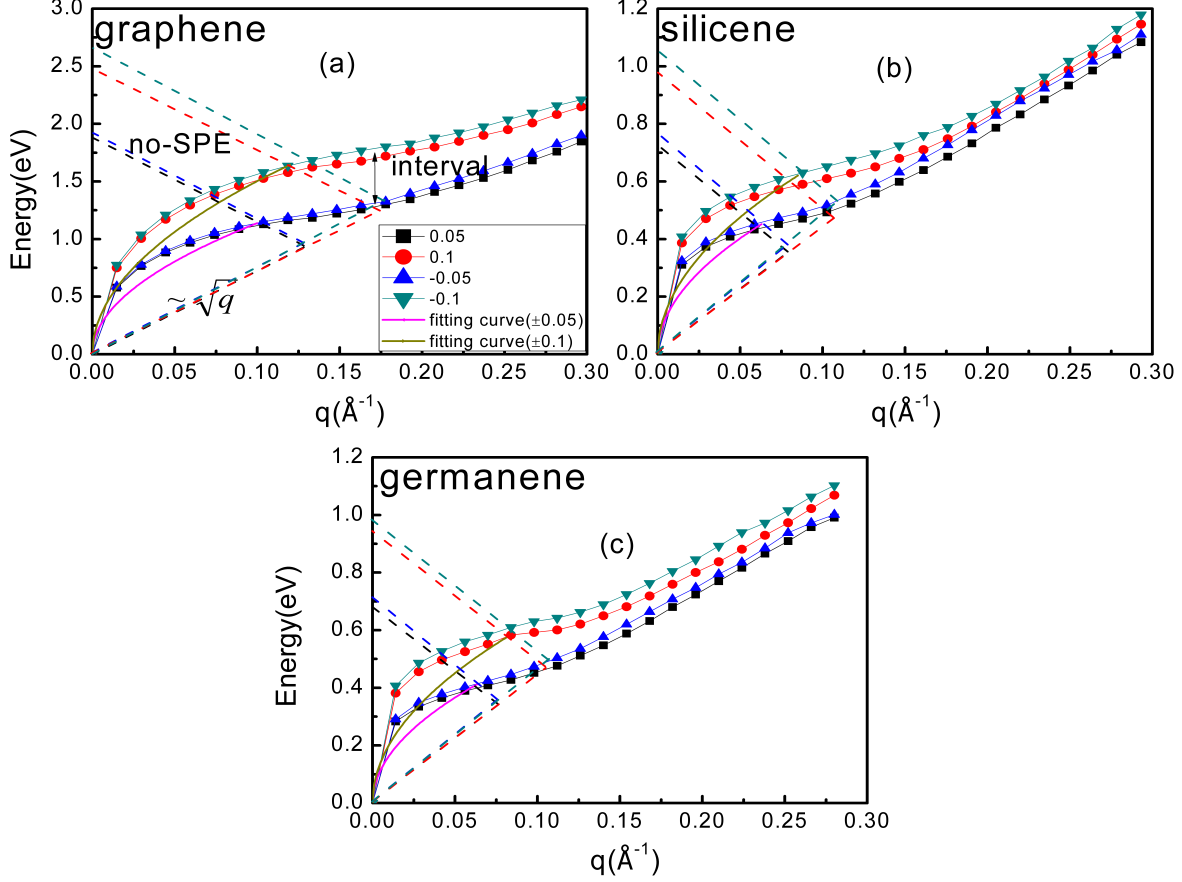 graphene
(a)
3.0
2.5
2.0
1.5
1.0
0.5
0.0
Energy(eV)
no-SPE
interval
~√q
0.05
0.1
-0.05
-0.1
fitting curve(±0.05)
fitting curve(±0.1)
0.00 0.05 0.10 0.15 0.20 0.25 0.30
q(Å⁻¹)
silicene
(b)
1.2
1.0
0.8
0.6
0.4
0.2
0.0
0.00 0.05 0.10 0.15 0.20 0.25 0.30
q(Å⁻¹)
germanene
(c)
1.2
1.0
0.8
0.6
0.4
0.2
0.0
Energy(eV)
0.00 0.05 0.10 0.15 0.20 0.25 0.30
q(Å⁻¹)